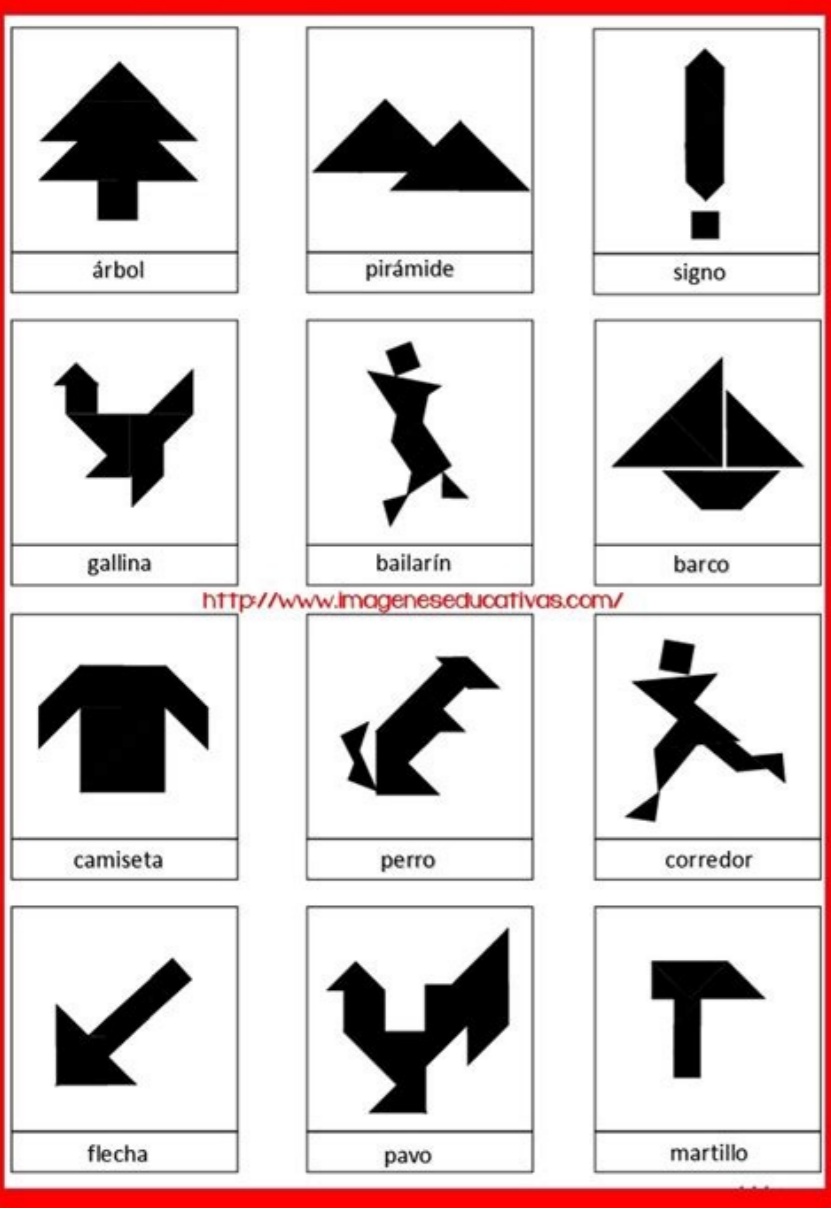 árbol
pirámide
signo
gallina
bailarín
barco
http://www.imageneseducativas.com/
camiseta
perro
corredor
flecha
pavo
martillo